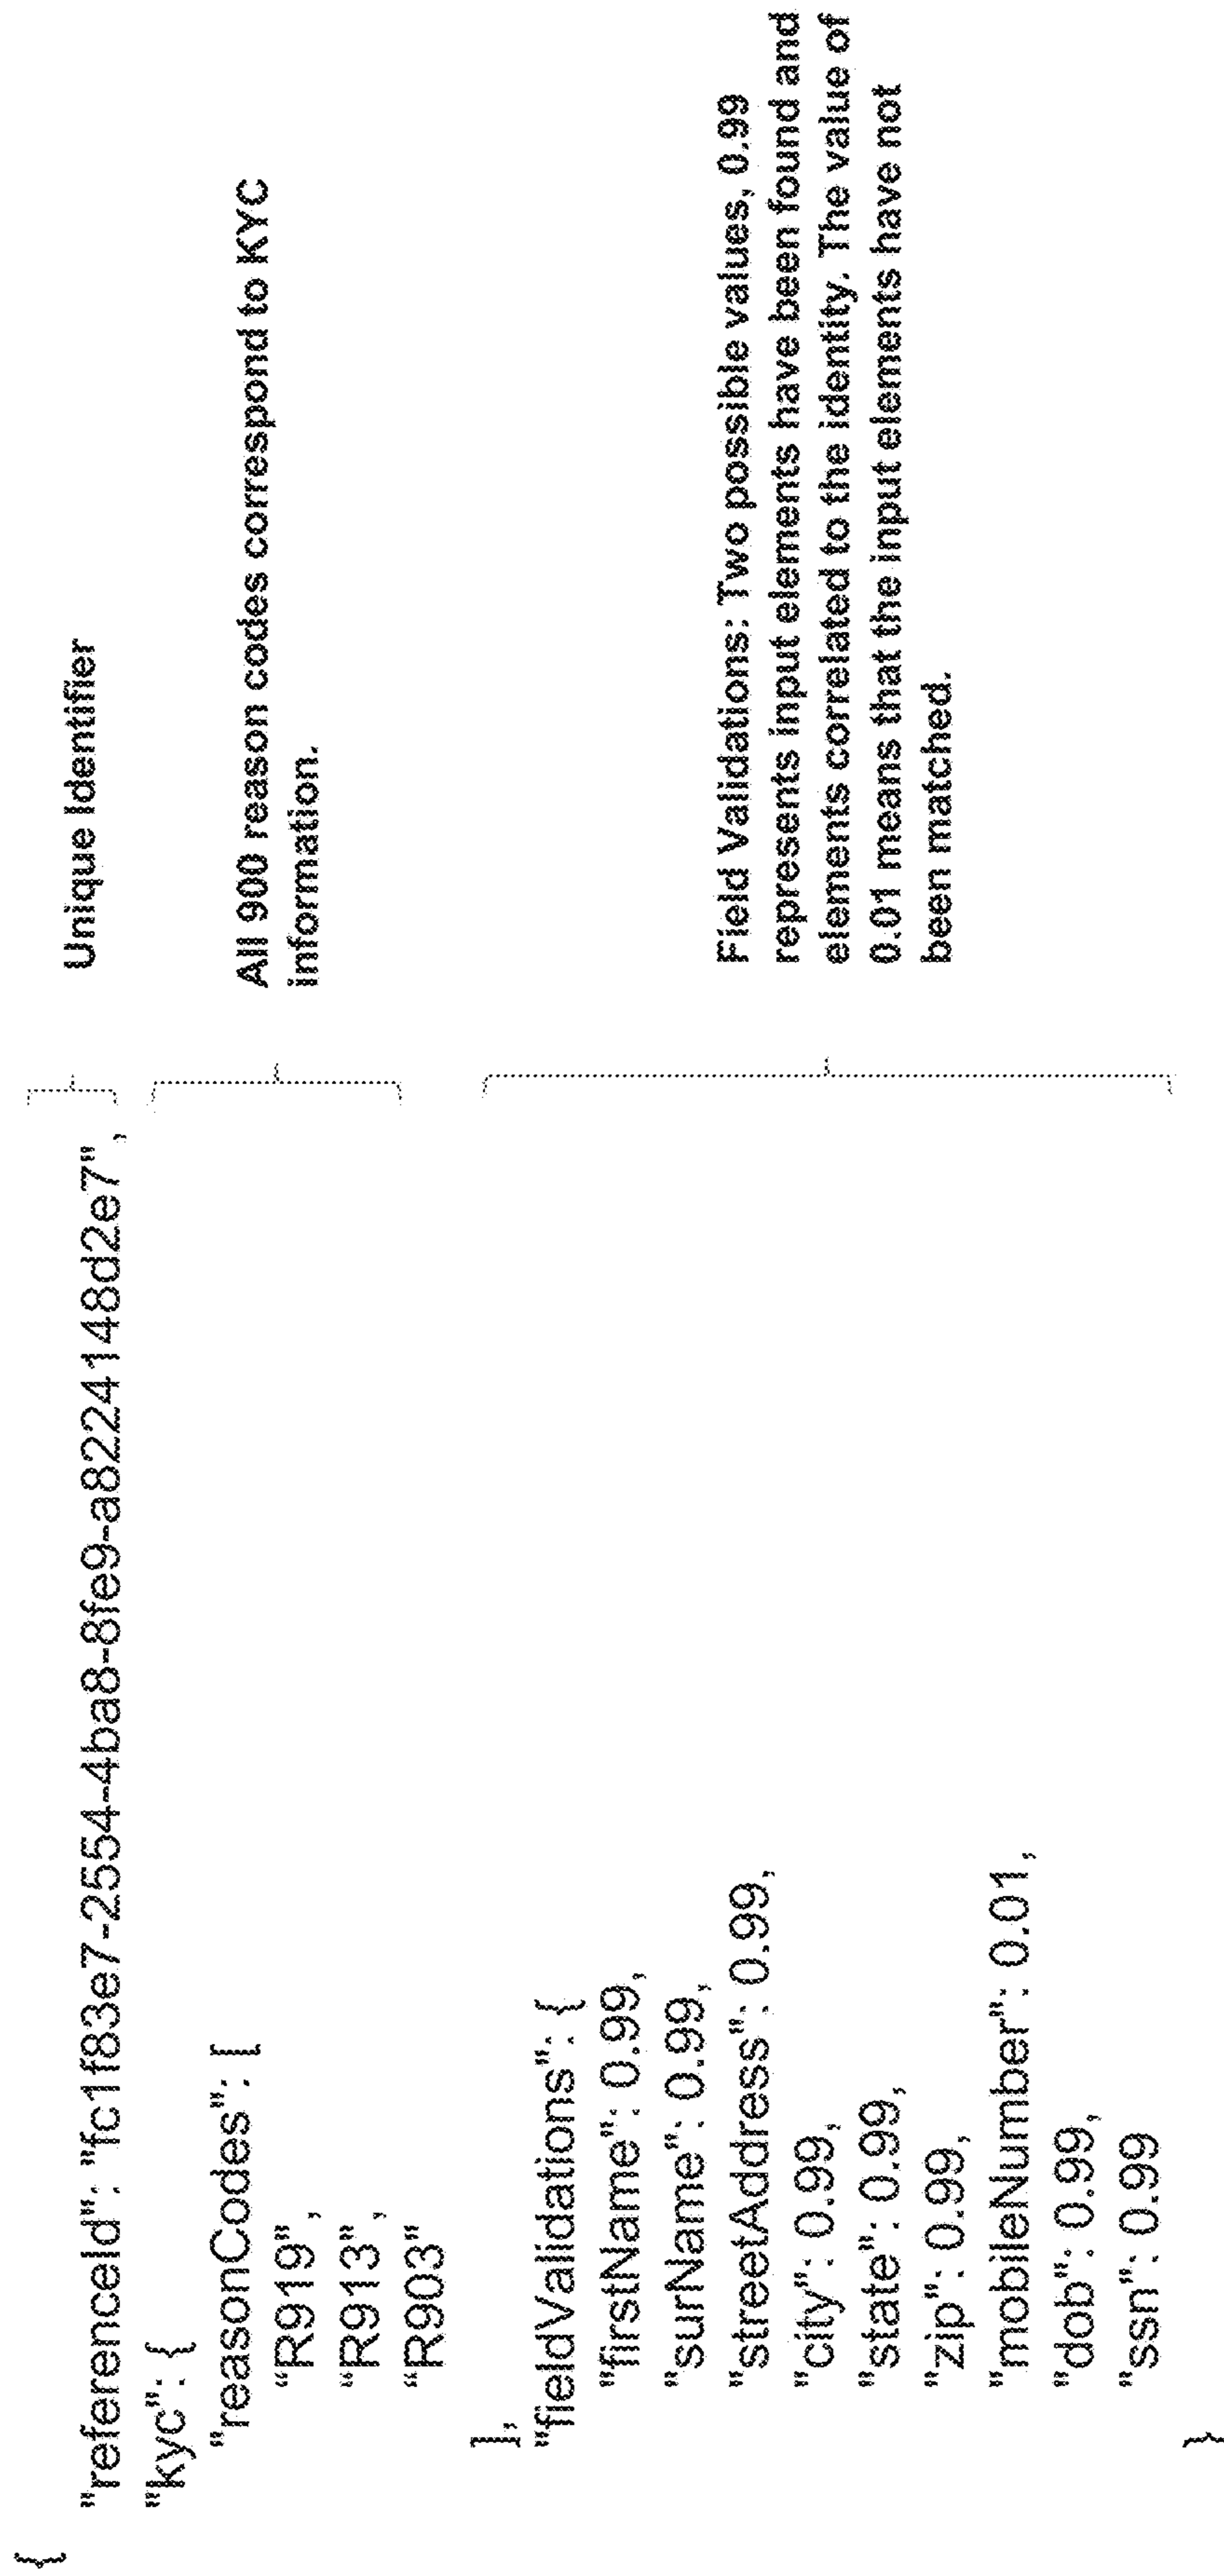 {
"referenceId": "fc1f83e7-2554-4ba8-8fe9-a8224148d2e7",
"kyc": {
"reasonCodes": [
"R919",
"R913",
"R903"
],
"fieldValidations": {
"firstName": 0.99,
"surName": 0.99,
"streetAddress": 0.99,
"city": 0.99,
"state": 0.99,
"zip": 0.99,
"mobileNumber": 0.01,
"dob": 0.99,
"ssn": 0.99
}
Unique Identifier
All 900 reason codes correspond to KYC
information.
Field Validations: Two possible values, 0.99
represents input elements have been found and
elements correlated to the identity. The value of
0.01 means that the input elements have not
been matched.